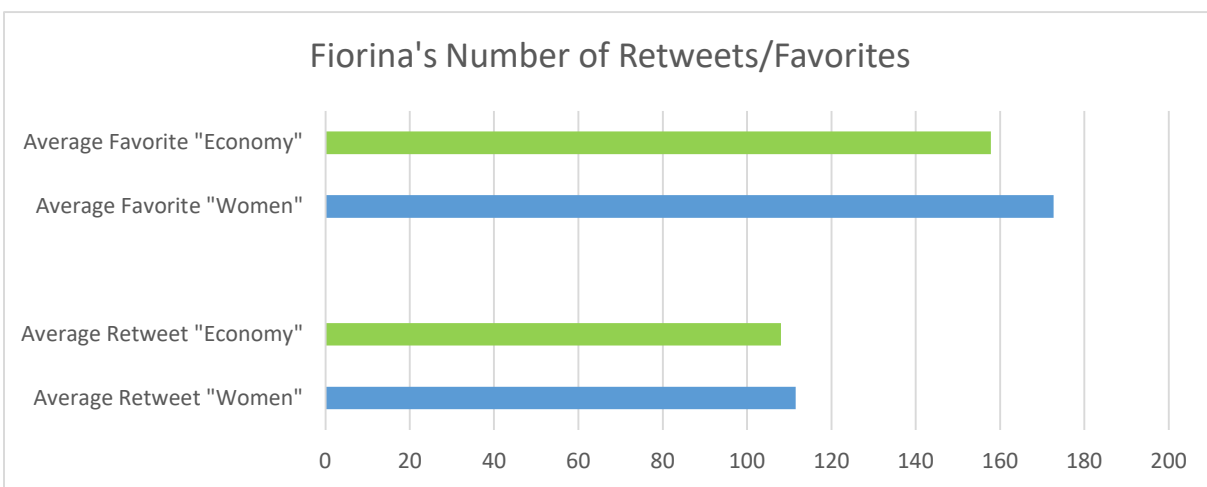 Fiorina's Number of Retweets/Favorites
Average Favorite "Economy"
Average Favorite "Women"
Average Retweet "Economy"
Average Retweet "Women"
0 20 40 60 80 100 120 140 160 180 200